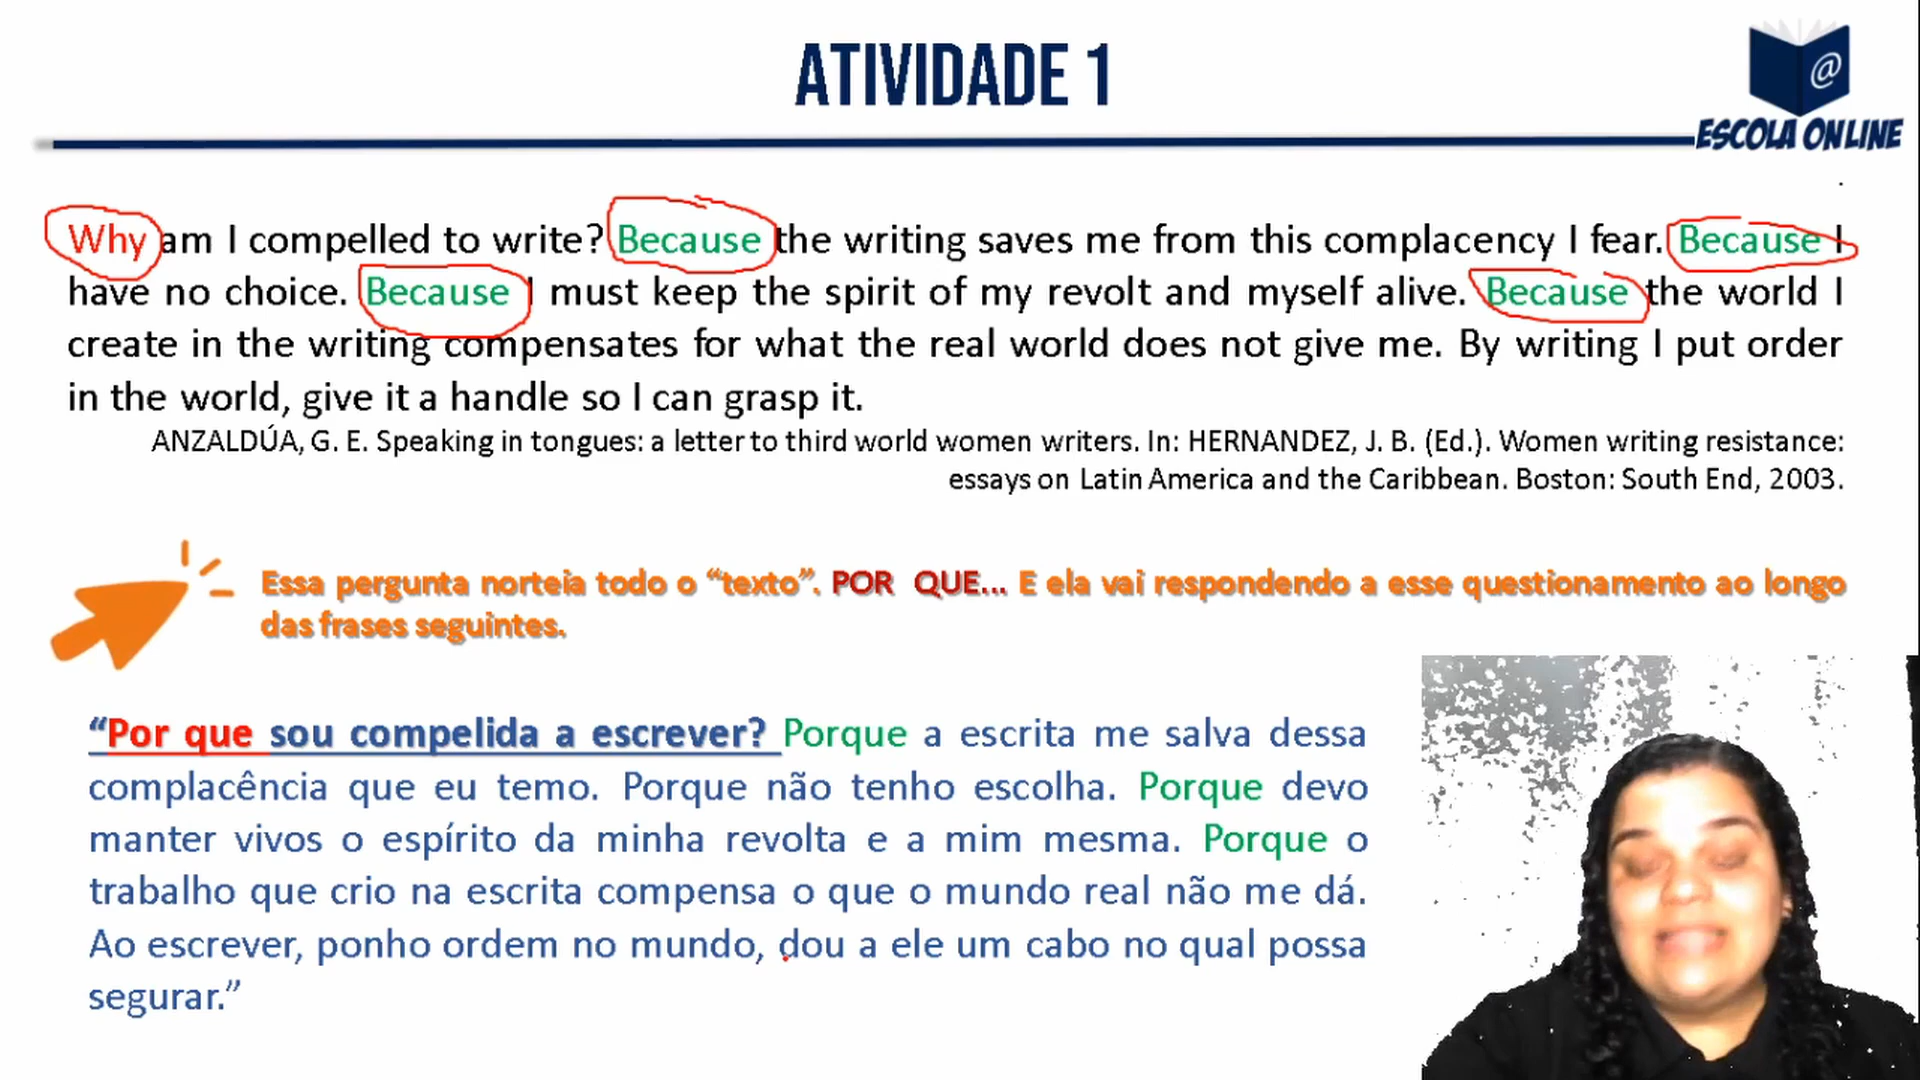 ATIVIDADE 1
@
ESCOLA ONLINE
Why am I compelled to write? Because the writing saves me from this complacency I fear. Because I
have no choice. Because I must keep the spirit of my revolt and myself alive. Because the world I
create in the writing compensates for what the real world does not give me. By writing I put order
in the world, give it a handle so I can grasp it.
ANZALDÚA, G. E. Speaking in tongues: a letter to third world women writers. In: HERNANDEZ, J. B. (Ed.). Women writing resistance:
essays on Latin America and the Caribbean. Boston: South End, 2003.
Essa pergunta norteia todo o “texto”. POR QUE... E ela vai respondendo a esse questionamento ao longo
das frases seguintes.
“Por que sou compelida a escrever? Porque a escrita me salva dessa
complacência que eu temo. Porque não tenho escolha. Porque devo
manter vivos o espírito da minha revolta e a mim mesma. Porque o
trabalho que crio na escrita compensa o que o mundo real não me dá.
Ao escrever, ponho ordem no mundo, dou a ele um cabo no qual possa
segurar.”